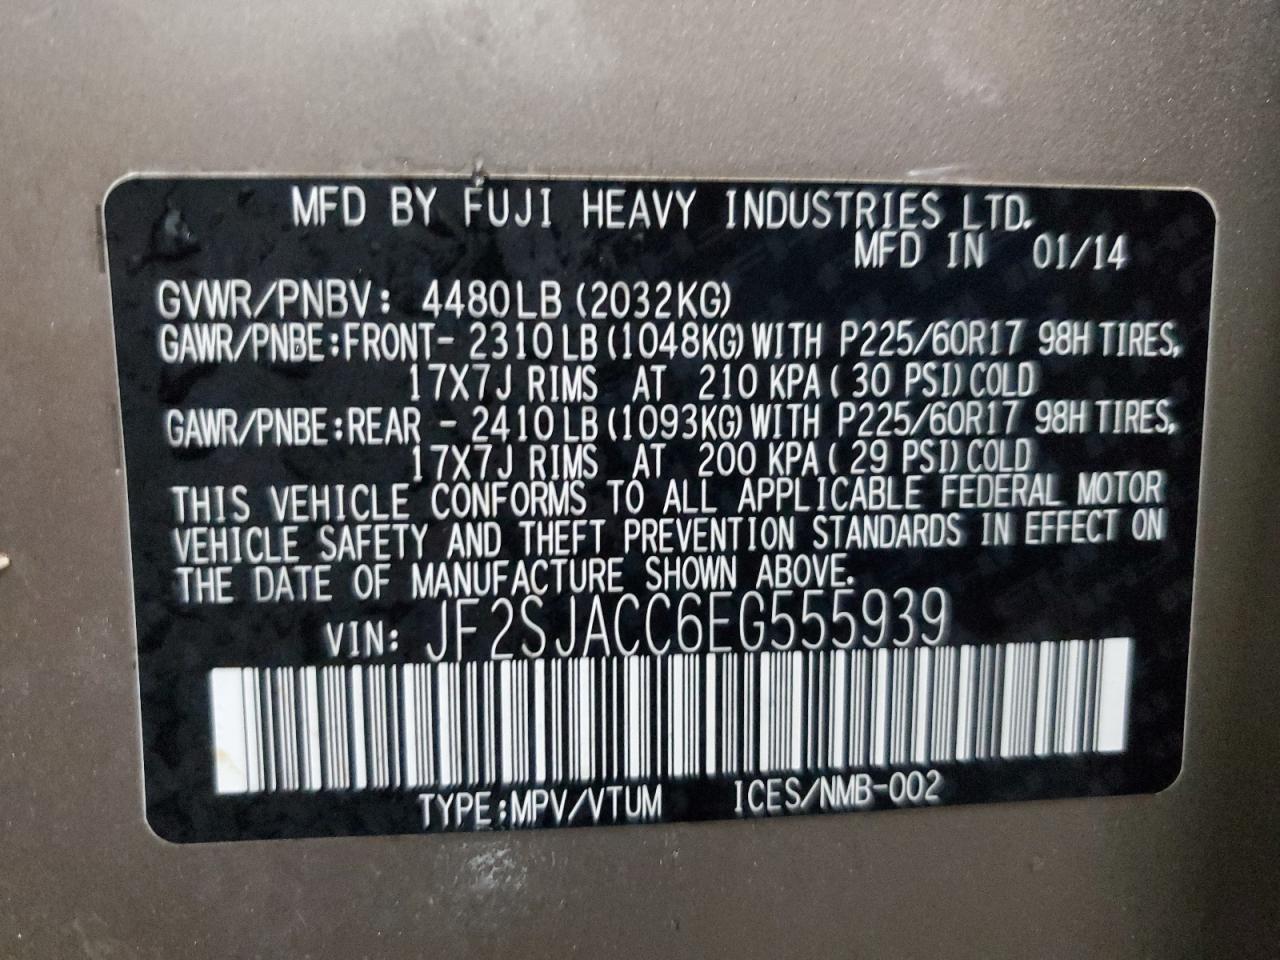 MFD BY FUJI HEAVY INDUSTRIES LTD.
MFD IN 01/14
GVWR/PNBV: 4480LB (2032KG)
GAWR/PNBE:FRONT- 2310 LB (1048KG) WITH P225/60R17 98H TIRES,
17X7J RIMS AT 210 KPA ( 30 PSI) COLD
GAWR/PNBE:REAR - 2410 LB (1093KG) WITH P225/60R17 98H TIRES,
17X7J RIMS AT 200 KPA ( 29 PSI) COLD
THIS VEHICLE CONFORMS TO ALL APPLICABLE FEDERAL MOTOR
VEHICLE SAFETY AND THEFT PREVENTION STANDARDS IN EFFECT ON
THE DATE OF MANUFACTURE SHOWN ABOVE.
VIN: JF2SJACC6EG555939
TYPE:MPV/VTUM ICES/NMB-002